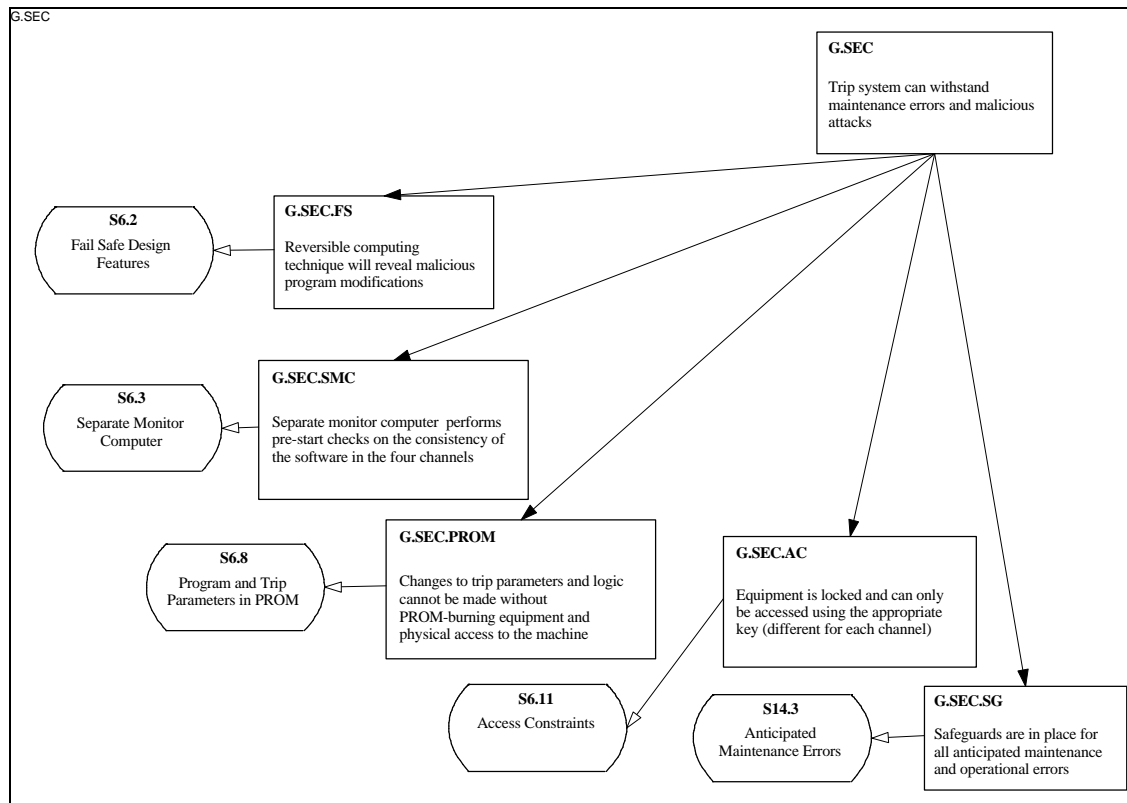 G.SEC
G.SEC
Trip system can withstand
maintenance errors and malicious
attacks
S6.2
Fail Safe Design
Features
G.SEC.FS
Reversible computing
technique will reveal malicious
program modifications
S6.3
Separate Monitor
Computer
G.SEC.SMC
Separate monitor computer performs
pre-start checks on the consistency of
the software in the four channels
S6.8
Program and Trip
Parameters in PROM
G.SEC.PROM
Changes to trip parameters and logic
cannot be made without
PROM-burning equipment and
physical access to the machine
G.SEC.AC
Equipment is locked and can only
be accessed using the appropriate
key (different for each channel)
S6.11
Access Constraints
S14.3
Anticipated
Maintenance Errors
G.SEC.SG
Safeguards are in place for
all anticipated maintenance
and operational errors